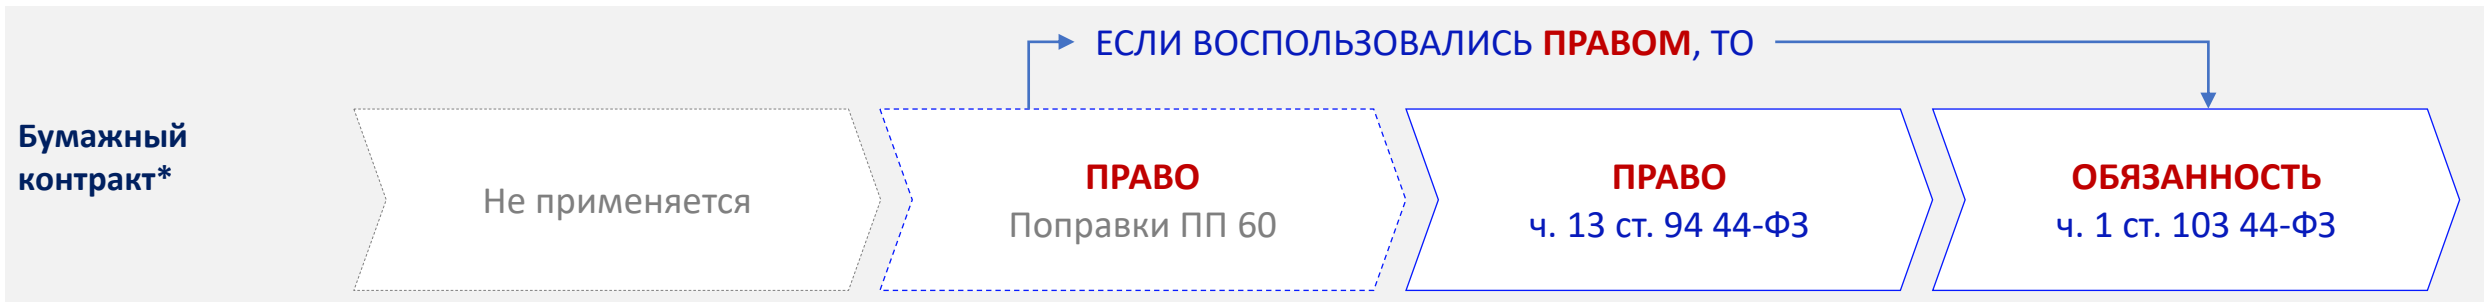 ЕСЛИ ВОСПОЛЬЗОВАЛИСЬ ПРАВОМ, ТО
Бумажный
контракт*
Не применяется
ПРАВО
Поправки ПП 60
ПРАВО
ч. 13 ст. 94 44-ФЗ
ОБЯЗАННОСТЬ
ч. 1 ст. 103 44-ФЗ